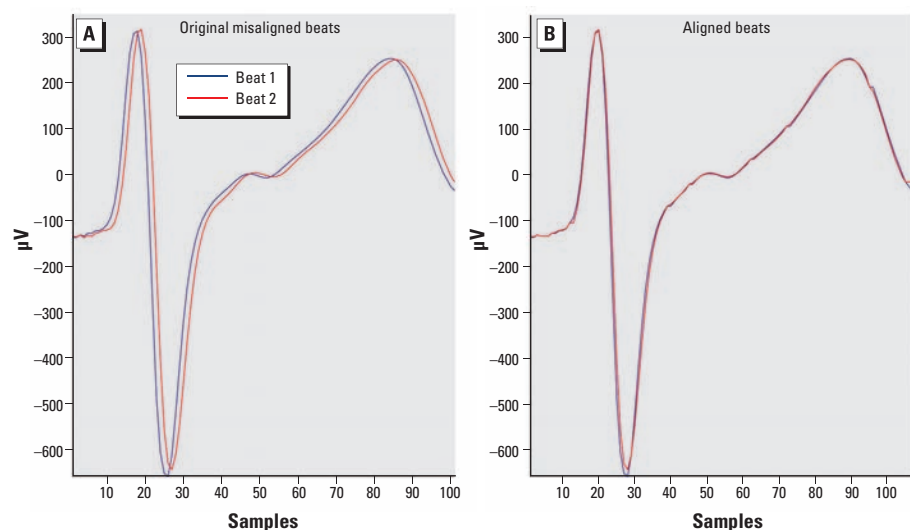 A
Original misaligned beats
Beat 1
Beat 2
300
200
100
0
–100
–200
–300
–400
–500
–600
µV
10 20 30 40 50 60 70 80 90 100
Samples
B
Aligned beats
300
200
100
0
–100
–200
–300
–400
–500
–600
µV
10 20 30 40 50 60 70 80 90 100
Samples